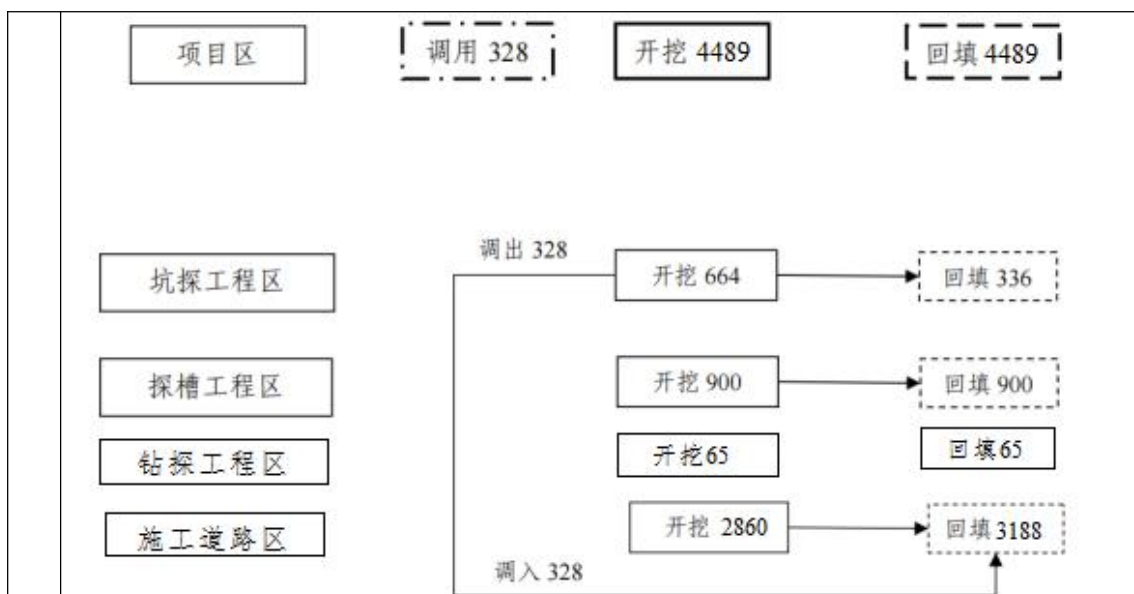 项目区 调用 328 开挖 4489 回填 4489
调出 328
坑探工程区 开挖 664 回填 336
探槽工程区 开挖 900 回填 900
钻探工程区 开挖65 回填65
施工道路区 开挖 2860 回填 3188
调入 328